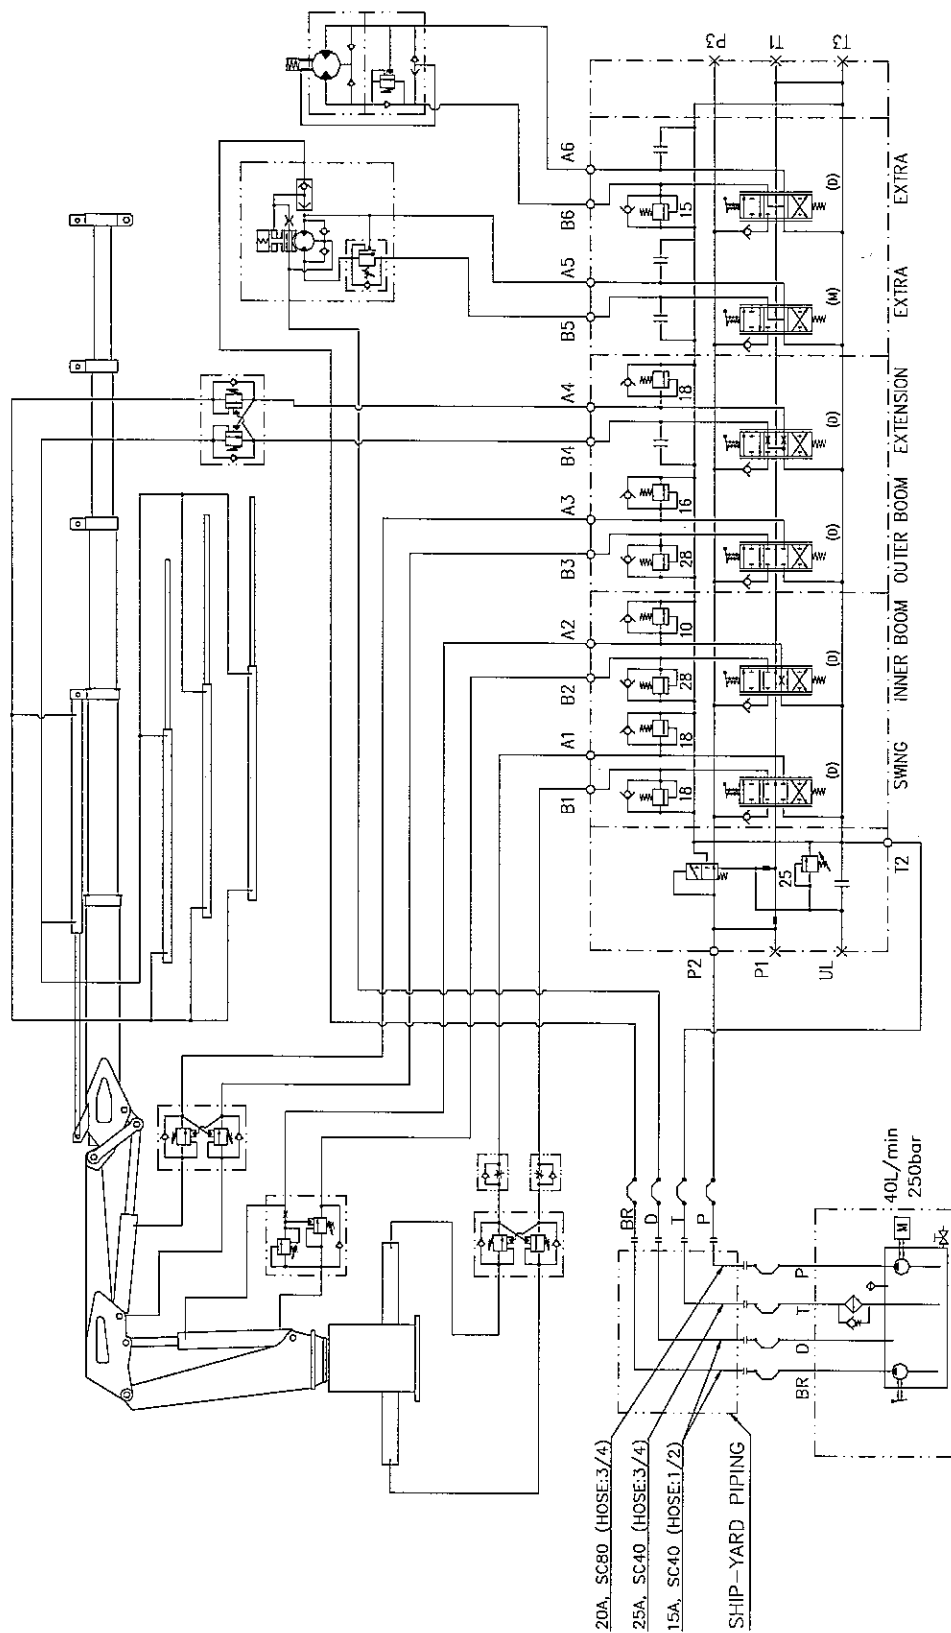 P3
T1
T3
A6
B6
A5
B5
A4
B4
A3
B3
A2
B2
A1
B1
15
18
16
28
10
28
18
18
25
(D)
(M)
(D)
(D)
(D)
(D)
EXTRA
EXTRA
EXTENSION
OUTER BOOM
INNER BOOM
SWING
P2
P1
UL
T2
BR
D
T
P
40L/min
250bar
M
P
T
D
BR
20A, SC80 (HOSE:3/4)
25A, SC40 (HOSE:3/4)
15A, SC40 (HOSE:1/2)
SHIP-YARD PIPING